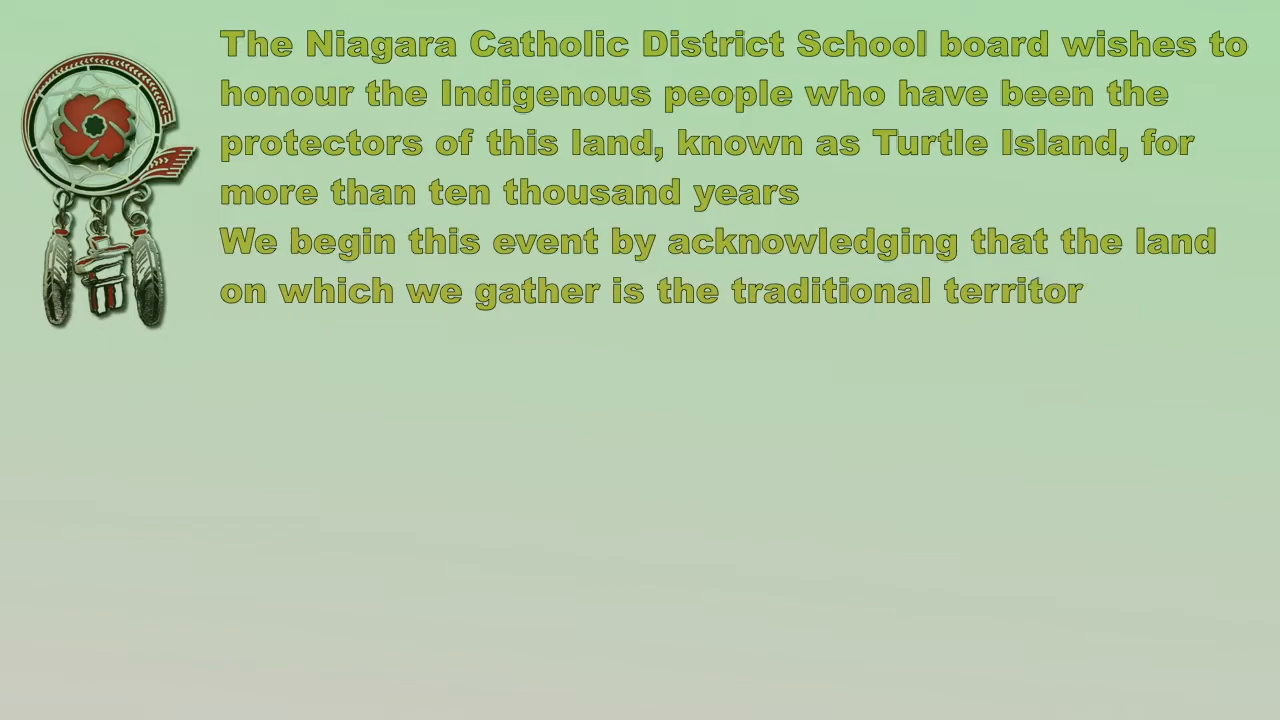 The Niagara Catholic District School board wishes to
honour the Indigenous people who have been the
protectors of this land, known as Turtle Island, for
more than ten thousand years
We begin this event by acknowledging that the land
on which we gather is the traditional territor